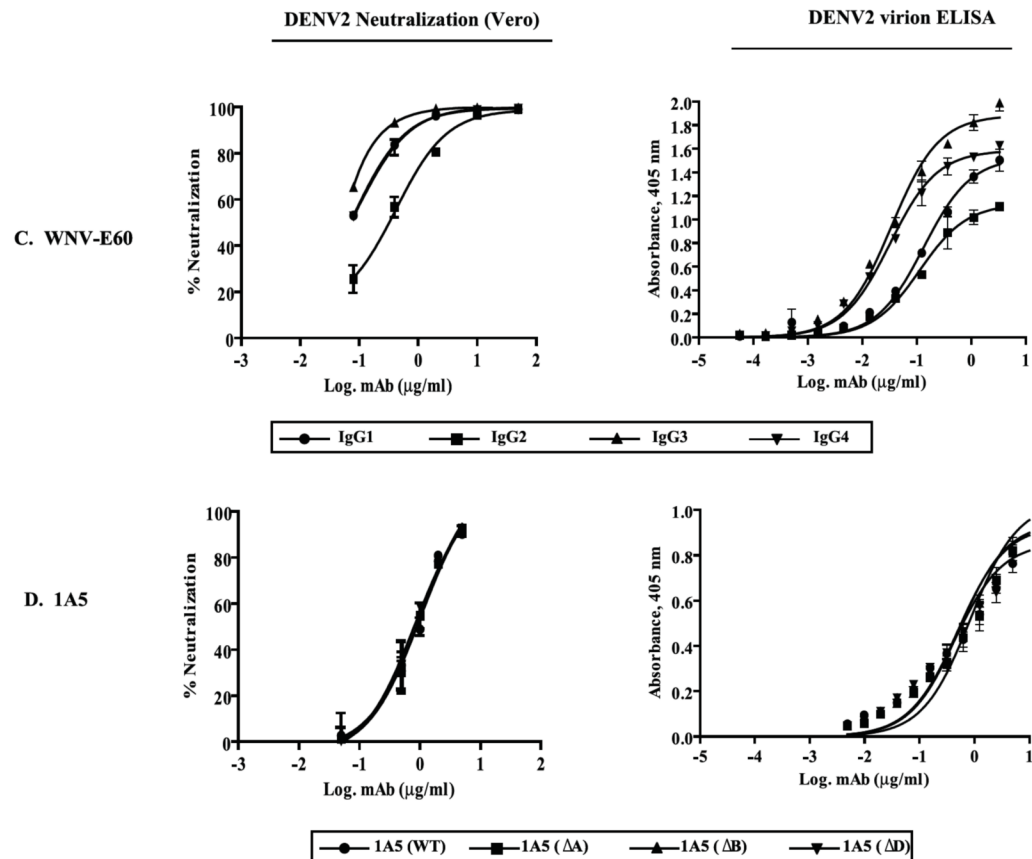 DENV2 Neutralization (Vero)
DENV2 virion ELISA
C. WNV-E60
% Neutralization
100
80
60
40
20
0
-3 -2 -1 0 1 2
Log. mAb (μg/ml)
Absorbance, 405 nm
2.0
1.8
1.6
1.4
1.2
1.0
0.8
0.6
0.4
0.2
0.0
-5 -4 -3 -2 -1 0 1
Log. mAb (μg/ml)
IgG1 IgG2 IgG3 IgG4
D. 1A5
% Neutralization
100
80
60
40
20
0
-3 -2 -1 0 1 2
Log. mAb (μg/ml)
Absorbance, 405 nm
1.0
0.8
0.6
0.4
0.2
0.0
-5 -4 -3 -2 -1 0 1
Log. mAb (μg/ml)
1A5 (WT) 1A5 (ΔA) 1A5 (ΔB) 1A5 (ΔD)